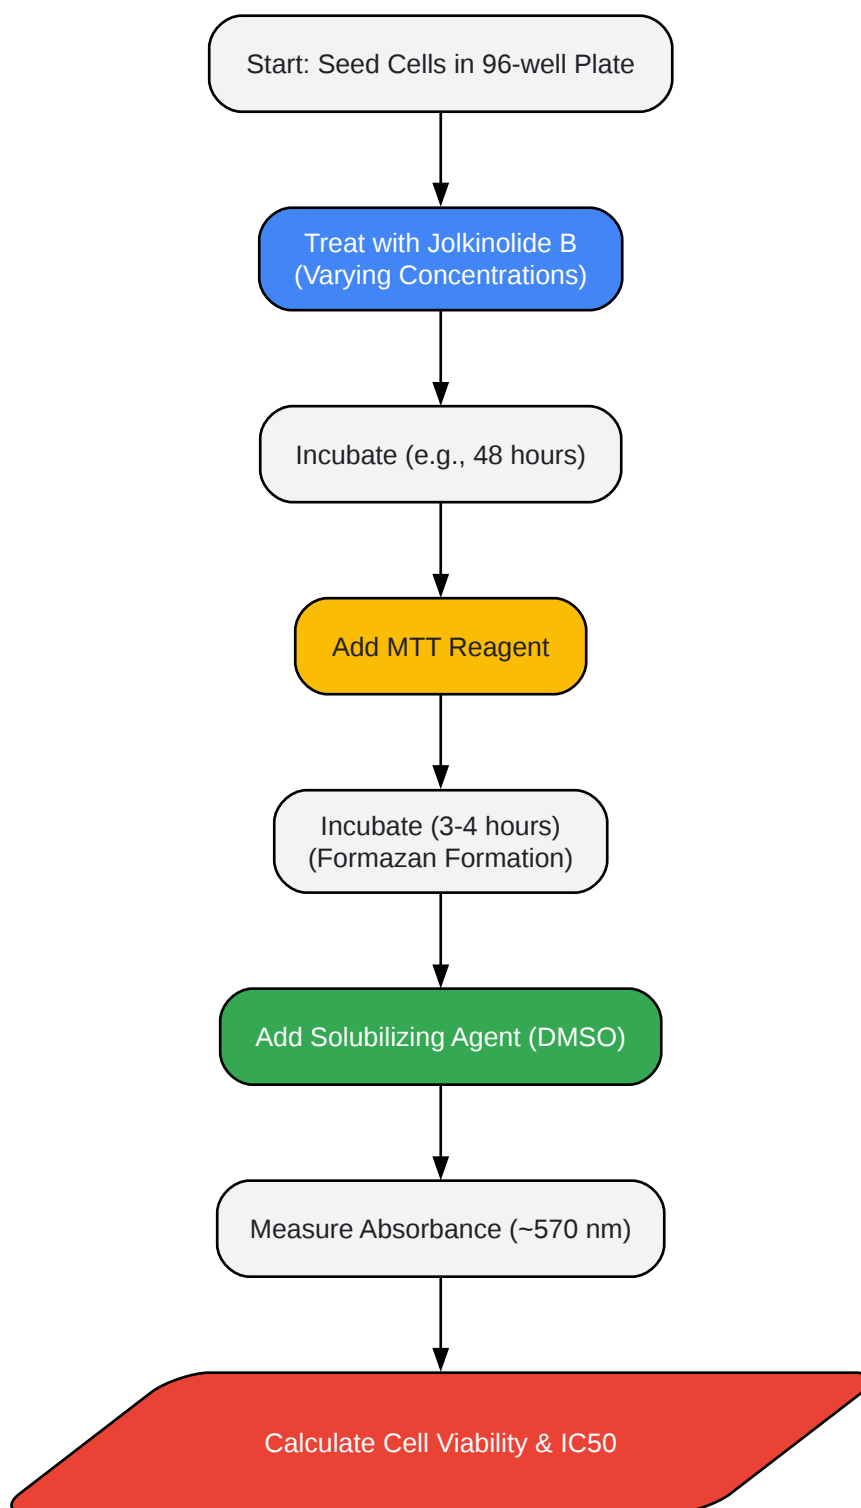 Start: Seed Cells in 96-well Plate
Treat with Jolkinolide B
(Varying Concentrations)
Incubate (e.g., 48 hours)
Add MTT Reagent
Incubate (3-4 hours)
(Formazan Formation)
Add Solubilizing Agent (DMSO)
Measure Absorbance (~570 nm)
Calculate Cell Viability & IC50